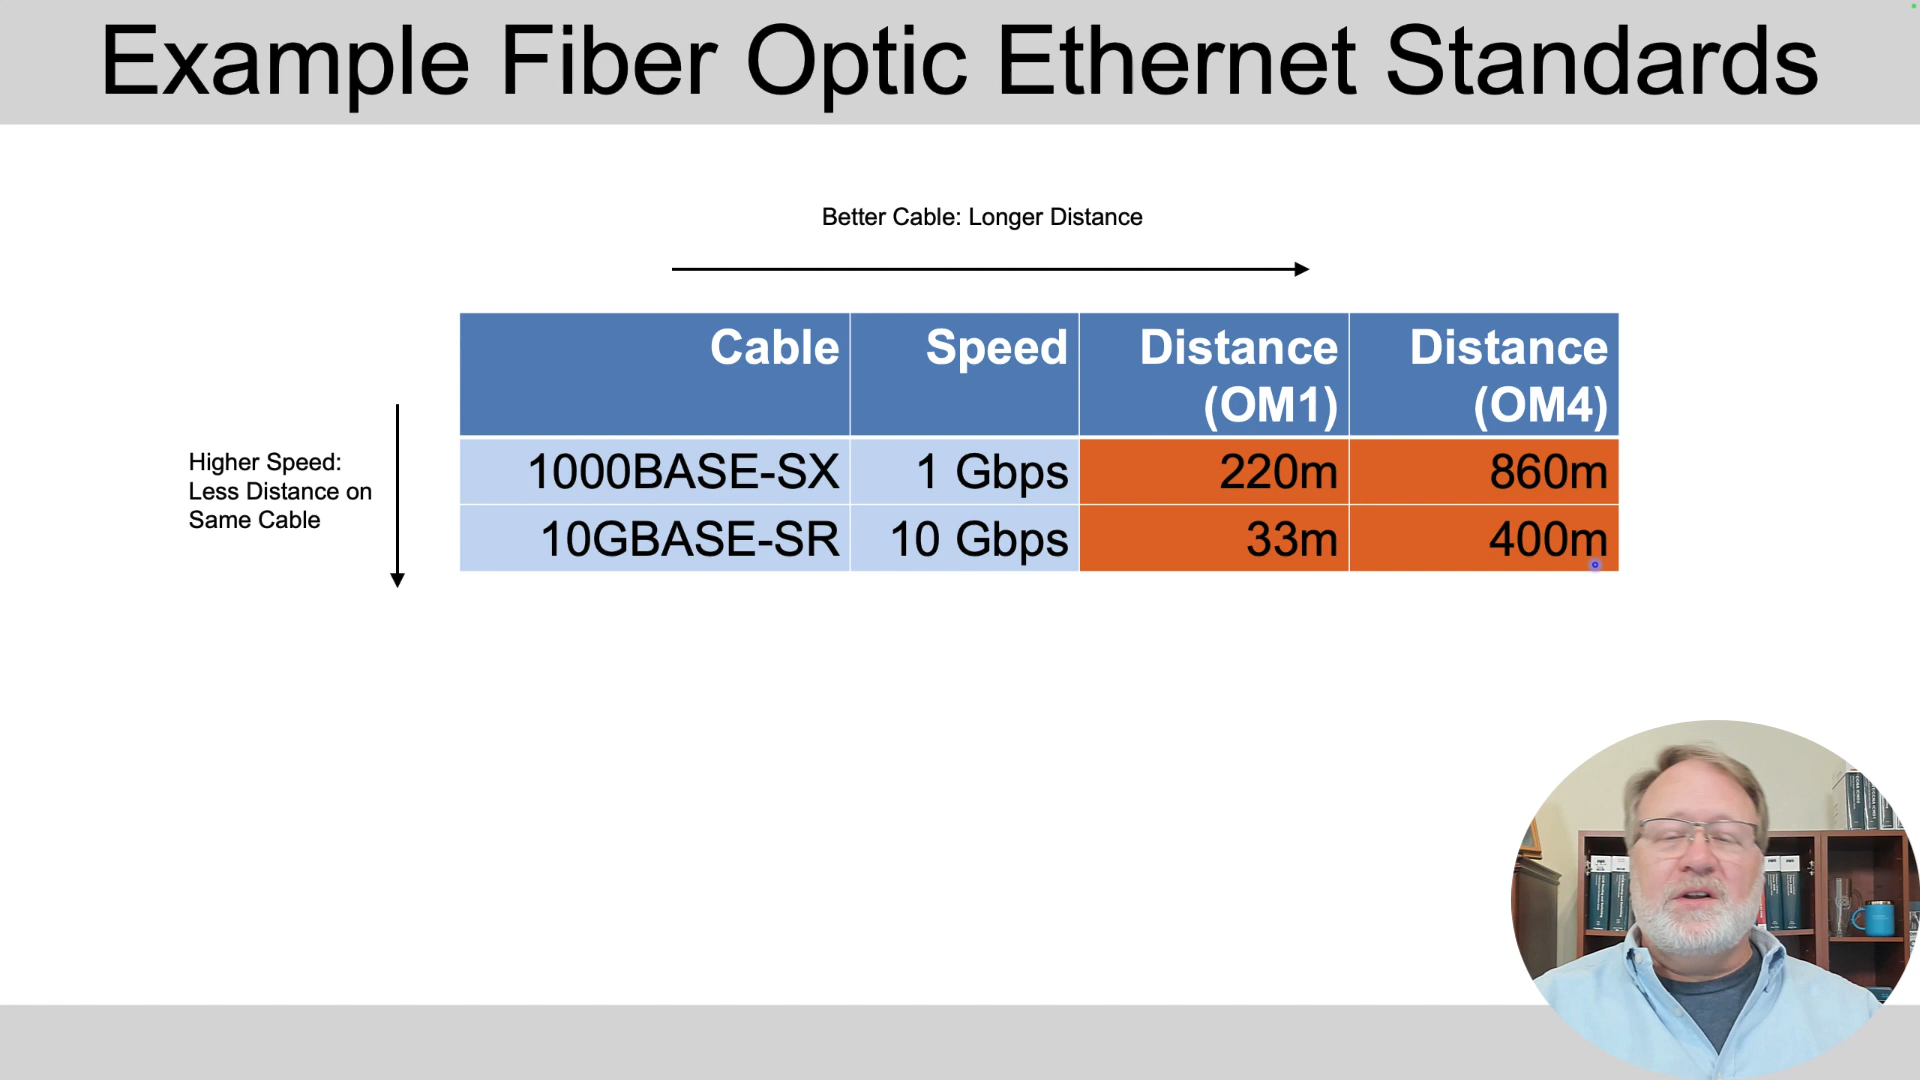 Example Fiber Optic Ethernet Standards
Better Cable: Longer Distance
Cable Speed Distance (OM1) Distance (OM4)
Higher Speed:
Less Distance on
Same Cable
1000BASE-SX 1 Gbps 220m 860m
10GBASE-SR 10 Gbps 33m 400m